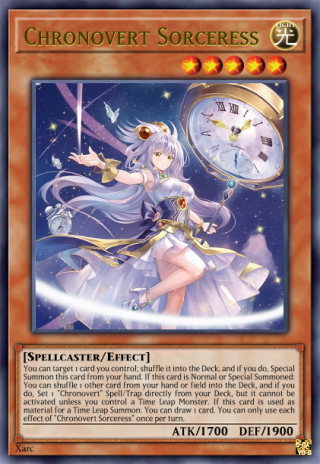 Chronovert Sorceress
LIGHT
光
[Spellcaster/Effect]
You can target 1 card you control; shuffle it into the Deck, and if you do, Special
Summon this card from your hand. If this card is Normal or Special Summoned:
You can shuffle 1 other card from your hand or field into the Deck, and if you
do, Set 1 "Chronovert" Spell/Trap directly from your Deck, but it cannot be
activated unless you control a Time Leap Monster. If this card is used as
material for a Time Leap Summon: You can draw 1 card. You can only use each
effect of "Chronovert Sorceress" once per turn.
ATK/1700 DEF/1900
Xarc